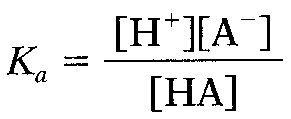 Kₐ = [H⁺][A⁻] / [HA]